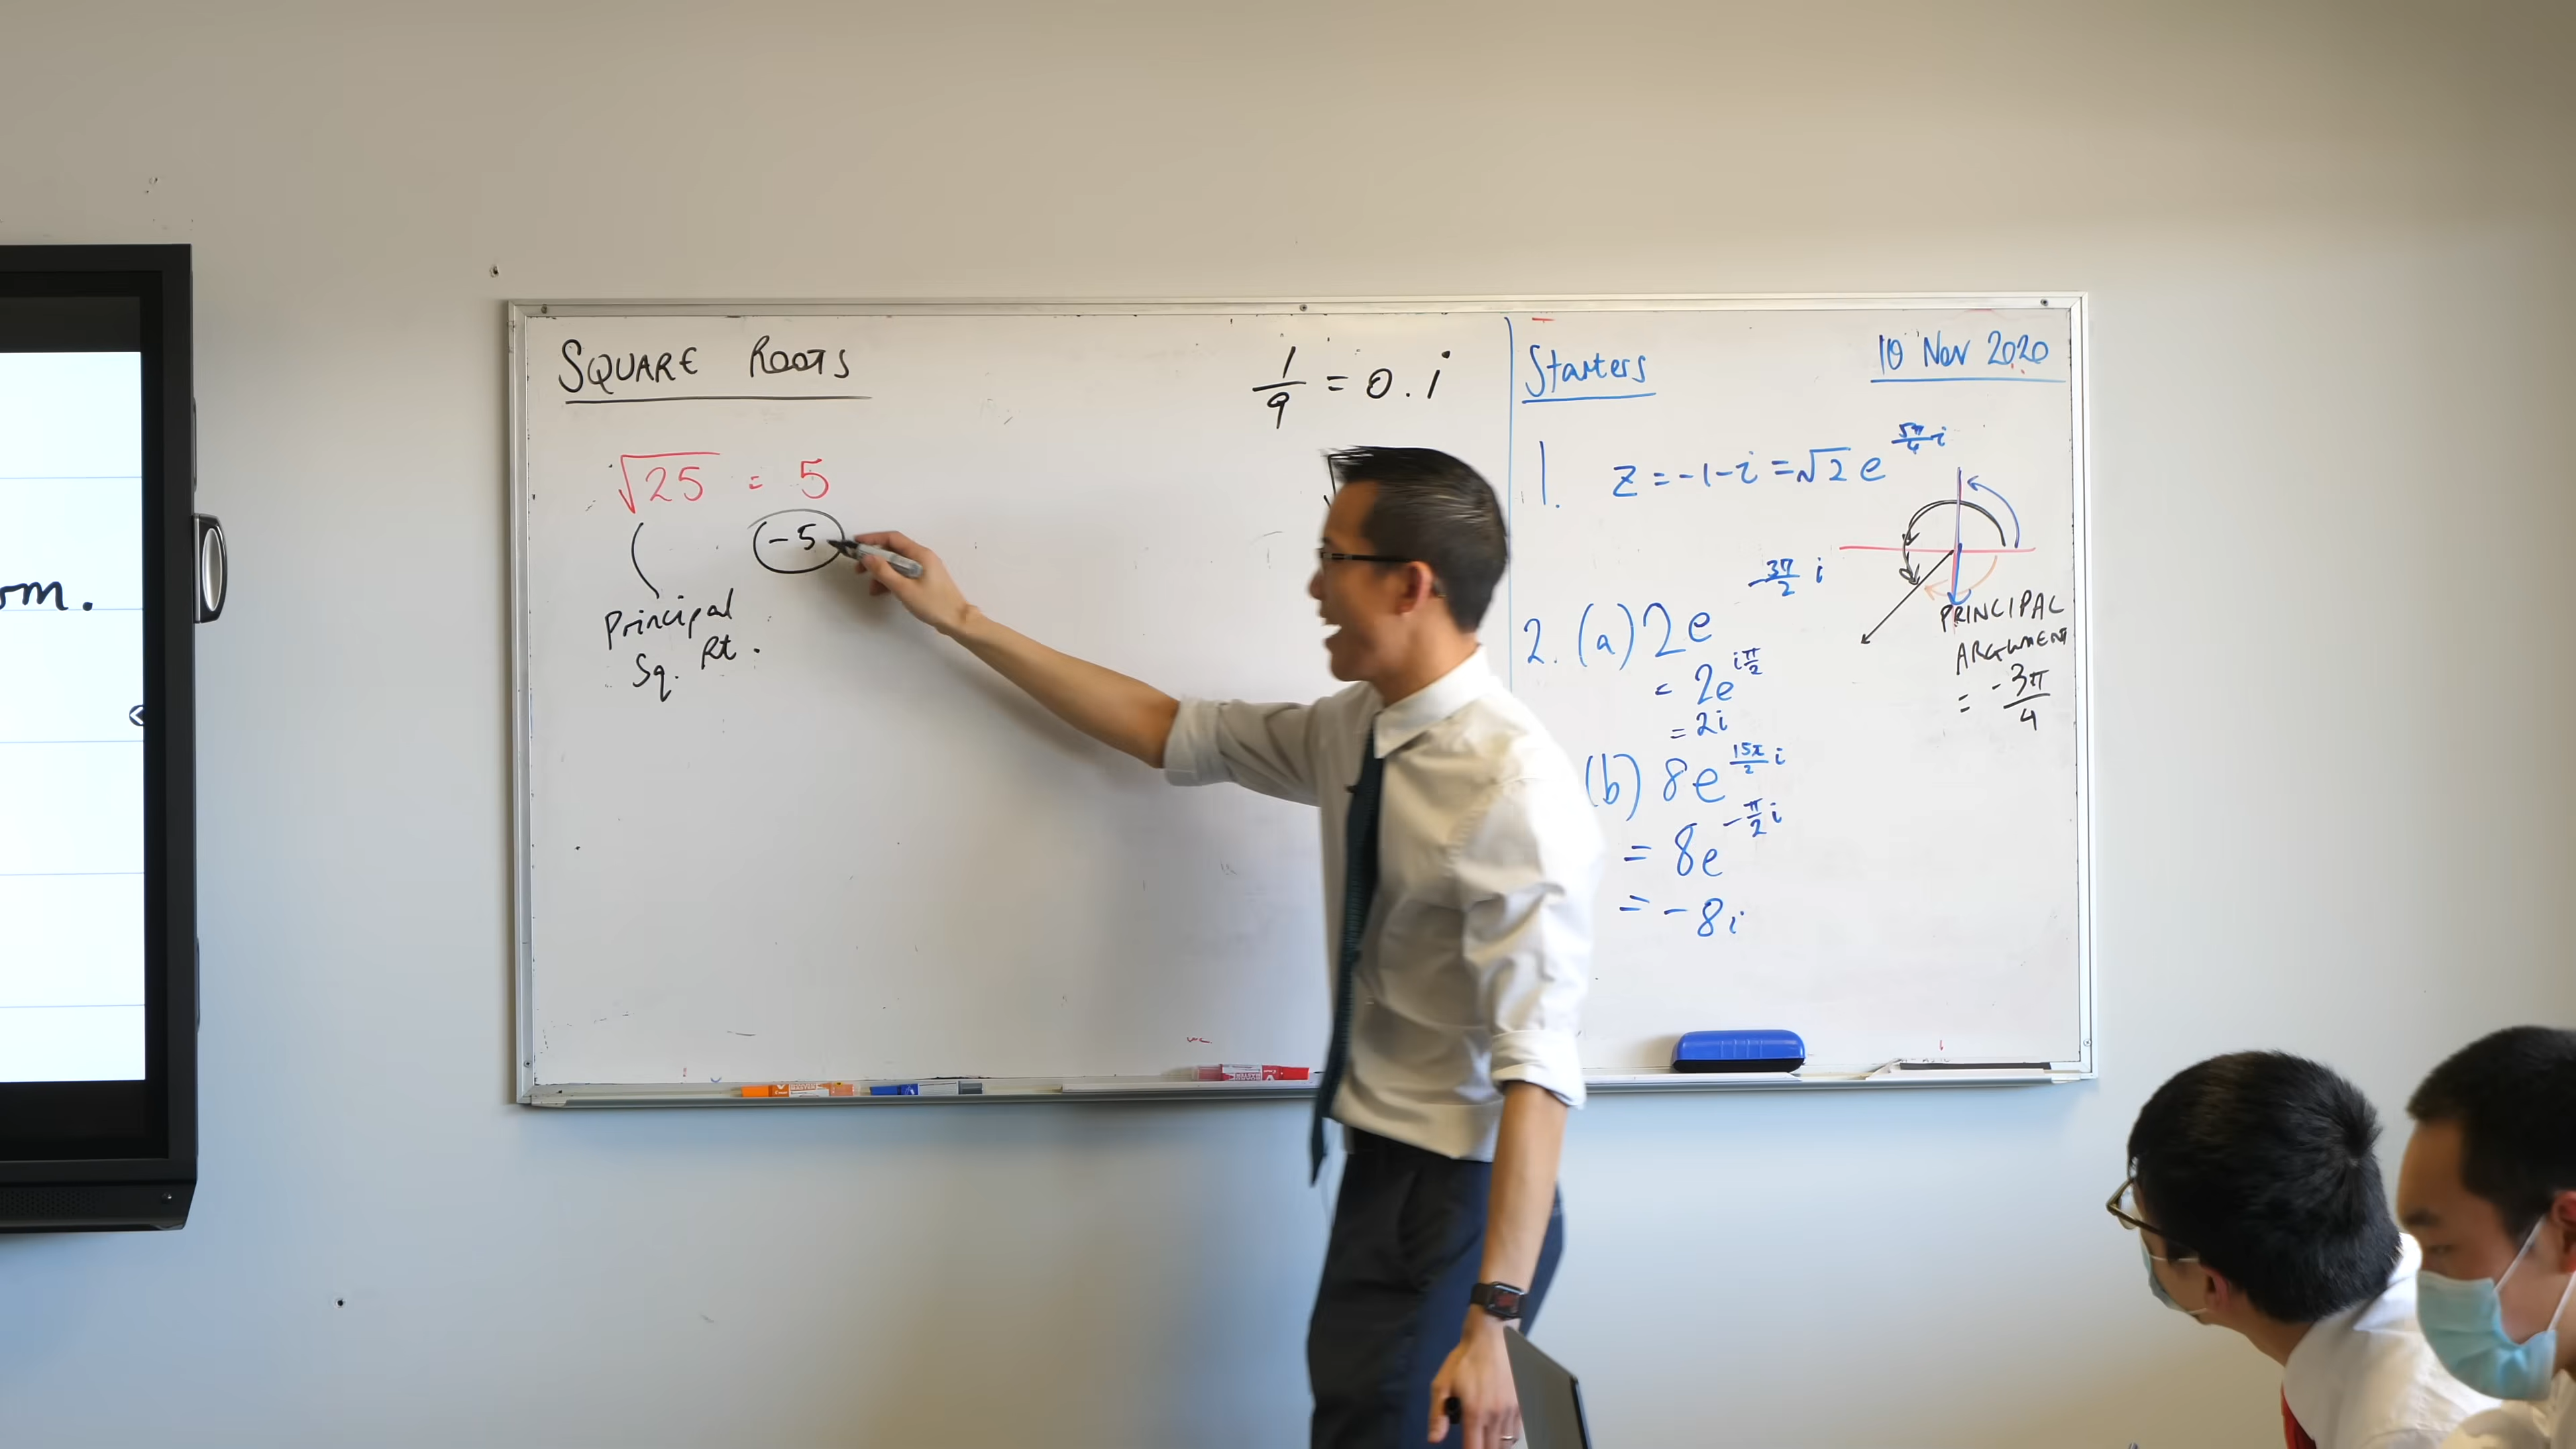 om.
SQUARE ROOTS
√25 = 5
-5
Principal
Sq. Rt.
1/9 = 0.i
Starters
10 Nov 2020
1. z = -1-i = √2 e^(5π/4 i)
2. (a) 2e^(-3π/2 i)
= 2e^(iπ/2)
= 2i
(b) 8e^(15π/2 i)
= 8e^(-π/2 i)
= -8i
PRINCIPAL
ARGUMENT
= -3π/4